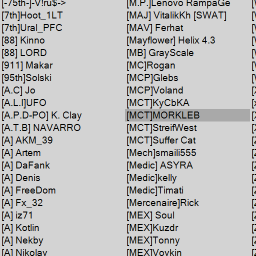 [-75th-]-V!ru$->
[7th]Hoot_1LT
[7th]Ural_PFC
[88] Kinno
[88] LORD
[911] Makar
[95th]Solski
[A.C] Jo
[A.L.I]UFO
[A.P.D-PO] K. Clay
[A.T.B] NAVARRO
[A] AKM_39
[A] Artem
[A] DaFank
[A] Denis
[A] FreeDom
[A] Fx_32
[A] iz71
[A] Kotlin
[A] Nekby
[A] Nikolay
[M.P.]Lenovo RampaGe
[MAJ] VitalikKh [SWAT]
[MAV] Ferhat
[Mayflower] Helix 4.3
[MB] GrayScale
[MC]Rogan
[MCP]Glebs
[MCP]Voland
[MCT]KyCbKA
[MCT]MORKLEB
[MCT]StreifWest
[MCT]Suffer Cat
[Mech]smaili555
[Medic] ASYRA
[Medic]kelly
[Medic]Timati
[Mercenaire]Rick
[MEX] Soul
[MEX]Kuzdr
[MEX]Tonny
[MEX]Vovkin